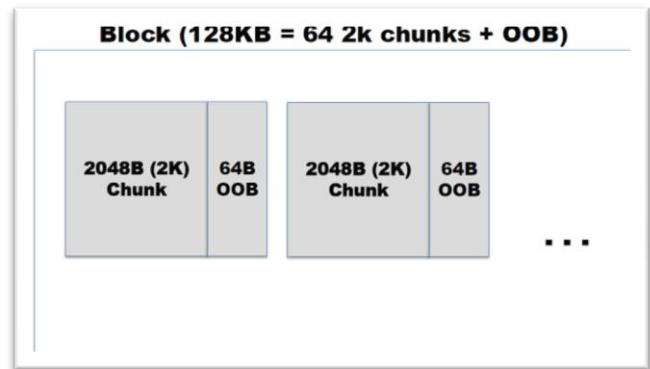 Block (128KB = 64 2k chunks + OOB)
2048B (2K)
Chunk
64B
OOB
2048B (2K)
Chunk
64B
OOB
...